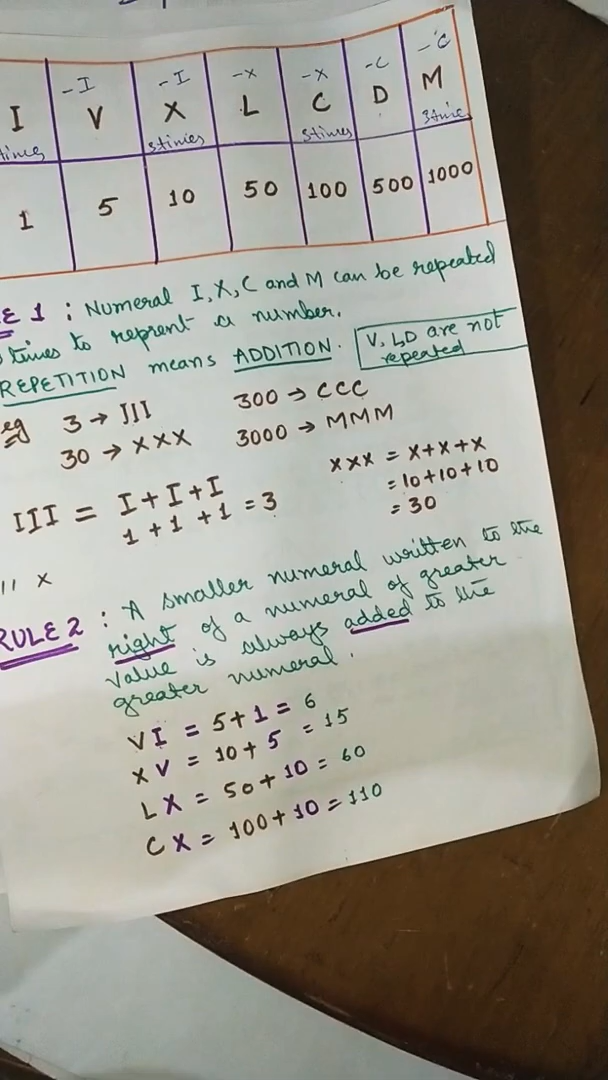 -I -I -X -X -C -C
I V X L C D M
times 3times 3times 3times
1 5 10 50 100 500 1000
E 1 : Numeral I, X, C and M can be repeated
times to reprent a number.
REPETITION means ADDITION.
V, L, D are not
repeated
eg 3 → III 300 → CCC
30 → XXX 3000 → MMM
III = I + I + I
1 + 1 + 1 = 3
XXX = X+X+X
= 10+10+10
= 30
11 X
RULE 2 : A smaller numeral written to the
right of a numeral of greater
value is always added to the
greater numeral.
VI = 5+1 = 6
XV = 10+5 = 15
LX = 50+10 = 60
CX = 100+10 = 110